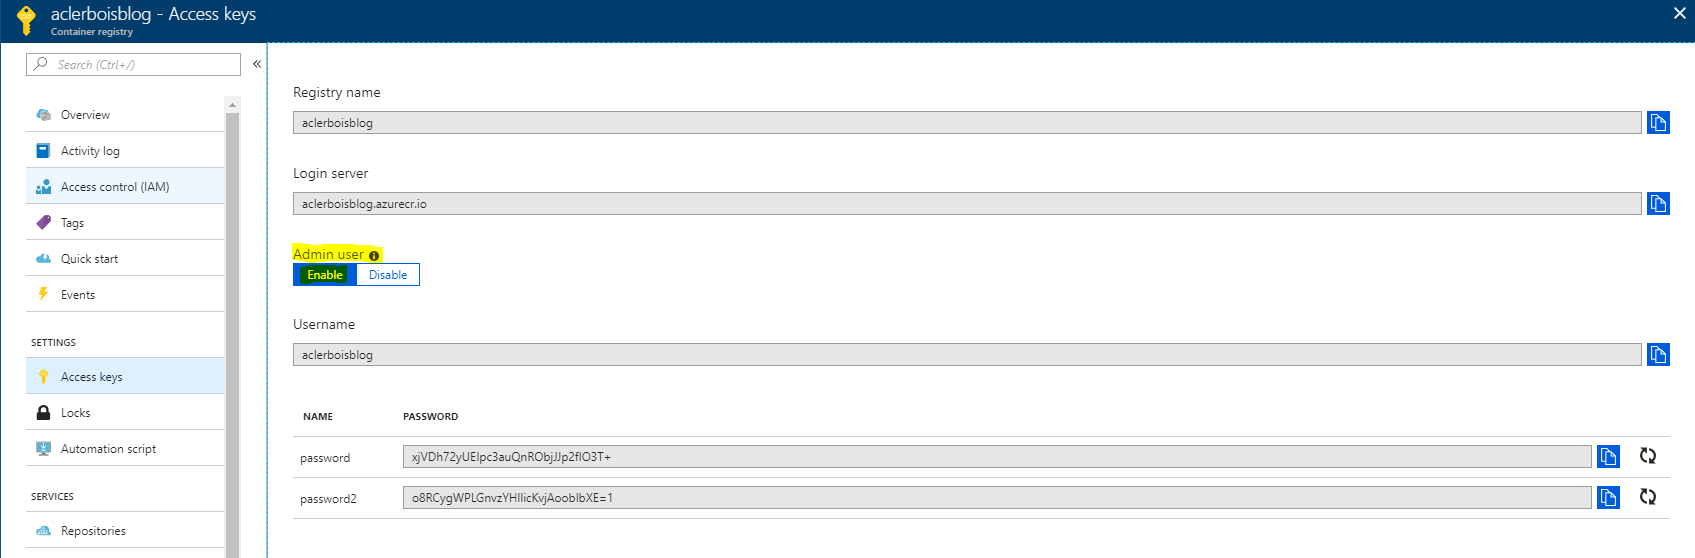 aclerboisblog - Access keys
Container registry
Search (Ctrl+/)
Overview
Activity log
Access control (IAM)
Tags
Quick start
Events
SETTINGS
Access keys
Locks
Automation script
SERVICES
Repositories
Registry name
aclerboisblog
Login server
aclerboisblog.azurecr.io
Admin user
Enable Disable
Username
aclerboisblog
NAME PASSWORD
password xjVDh72yUEIpc3auQnRObjJJp2fIO3T+
password2 o8RCygWPLGnvzYHIIicKvjAooblbXE=1